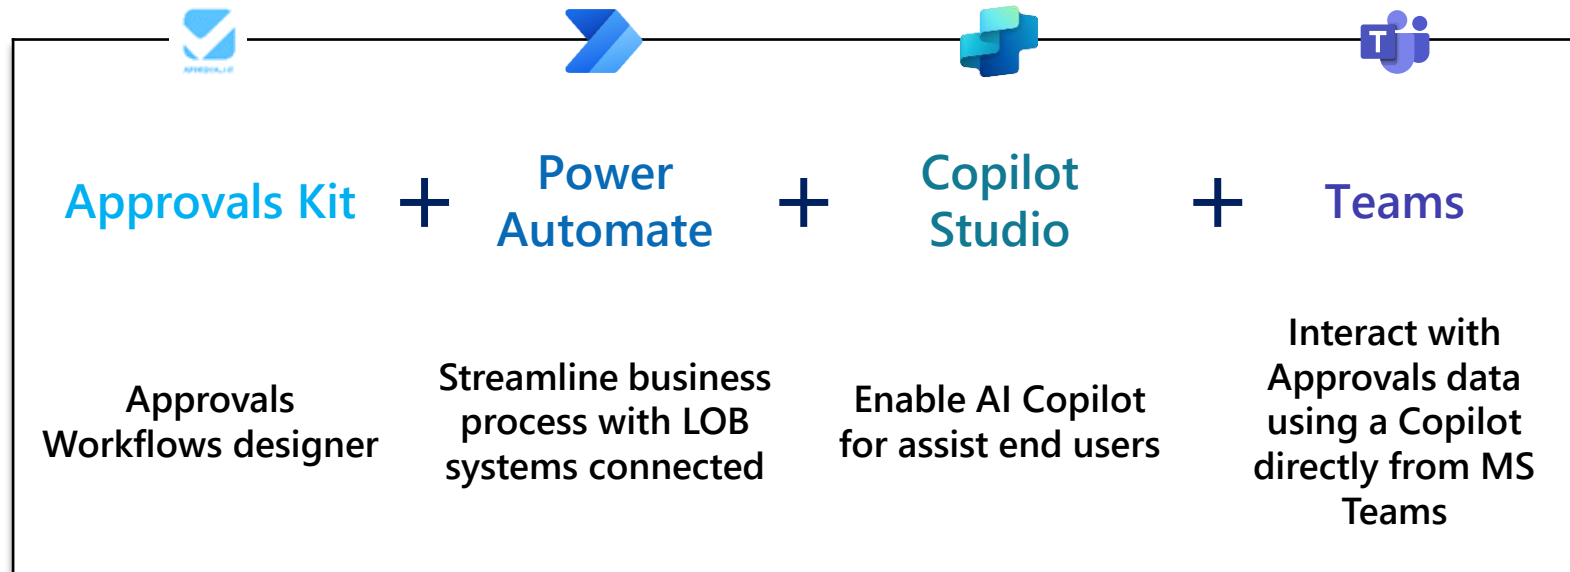 T
Approvals Kit + Power Automate + Copilot Studio + Teams
Approvals
Workflows designer
Streamline business
process with LOB
systems connected
Enable AI Copilot
for assist end users
Interact with
Approvals data
using a Copilot
directly from MS
Teams